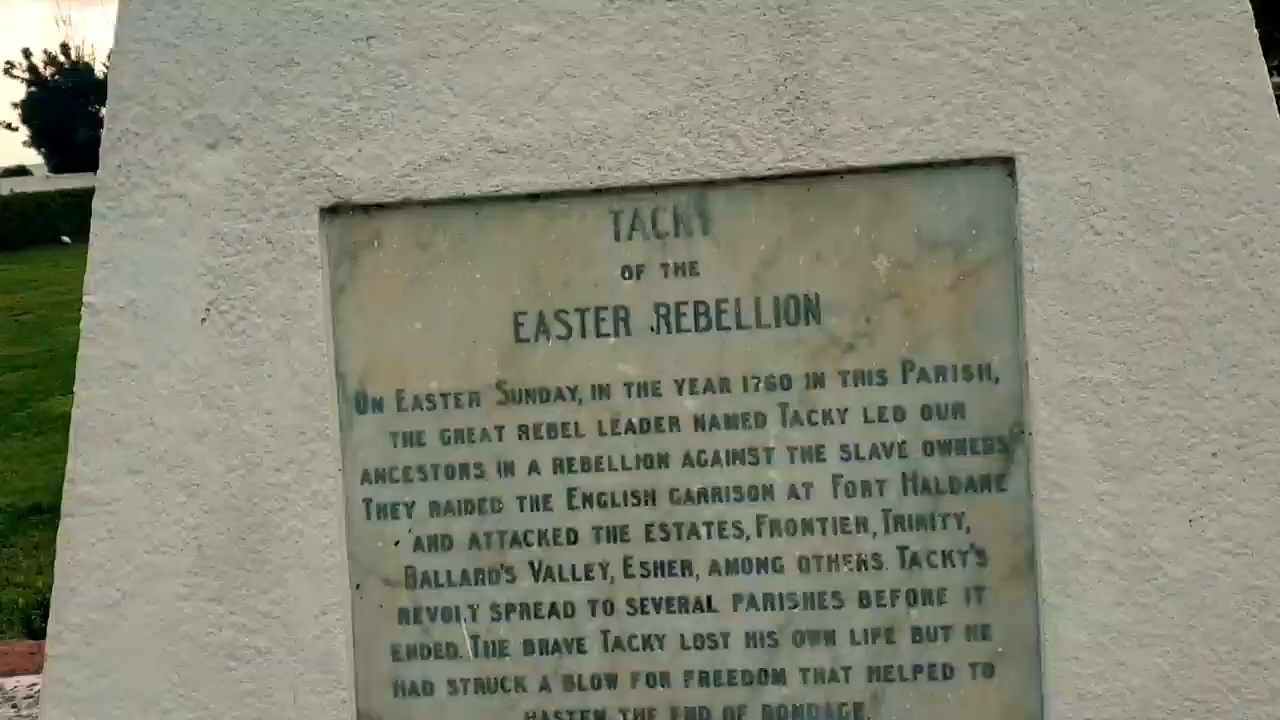 TACKY
OF THE
EASTER REBELLION
ON EASTER SUNDAY, IN THE YEAR 1760 IN THIS PARISH,
THE GREAT REBEL LEADER NAMED TACKY LED OUR
ANCESTORS IN A REBELLION AGAINST THE SLAVE OWNERS
THEY RAIDED THE ENGLISH GARRISON AT FORT HALDANE
AND ATTACKED THE ESTATES, FRONTIER, TRINITY,
BALLARD'S VALLEY, ESHER, AMONG OTHERS. TACKY'S
REVOLT SPREAD TO SEVERAL PARISHES BEFORE IT
ENDED. THE BRAVE TACKY LOST HIS OWN LIFE BUT HE
HAD STRUCK A BLOW FOR FREEDOM THAT HELPED TO
HASTEN THE END OF BONDAGE.